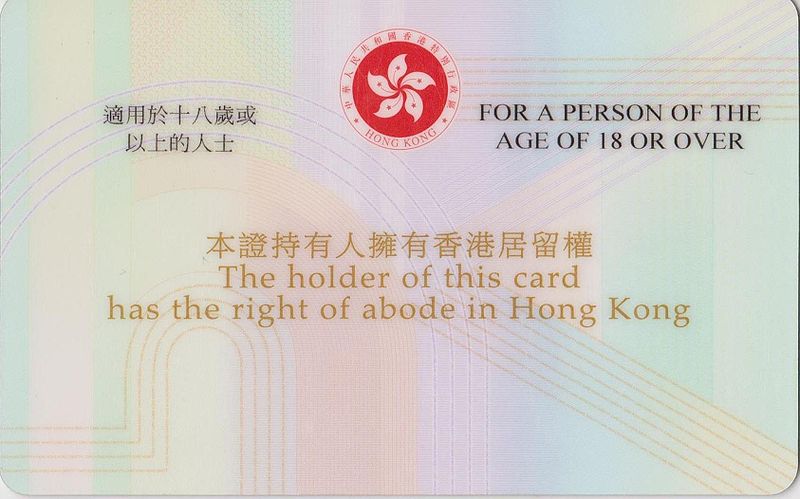 中華人民共和國香港特別行政區
HONG KONG
適用於十八歲或
以上的人士
FOR A PERSON OF THE
AGE OF 18 OR OVER
本證持有人擁有香港居留權
The holder of this card
has the right of abode in Hong Kong